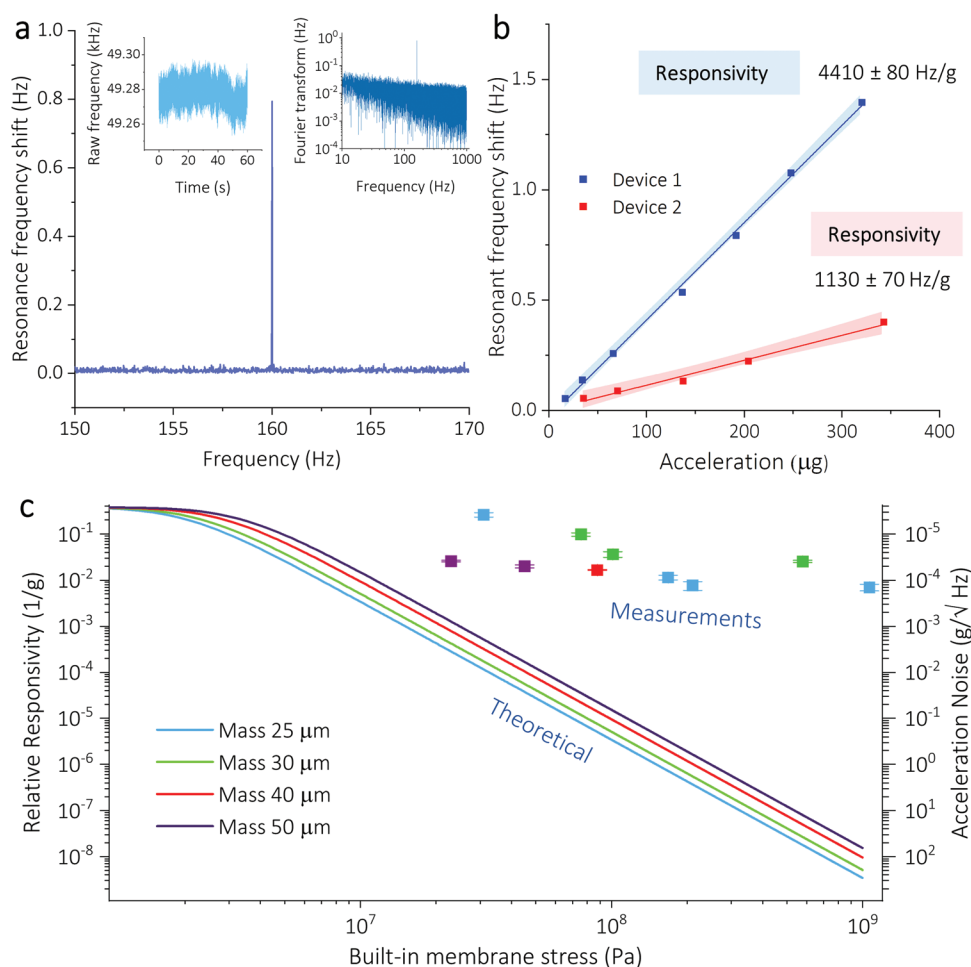 a
Resonance frequency shift (Hz)
1.0
0.8
0.6
0.4
0.2
0.0
150
155
160
165
170
Frequency (Hz)
Raw frequency (kHz)
49.30
49.28
49.26
0
20
40
60
Time (s)
Fourier transform (Hz)
10¹
10⁰
10⁻¹
10⁻²
10⁻³
10⁻⁴
10
100
1000
Frequency (Hz)
b
Resonant frequency shift (Hz)
1.5
1.0
0.5
0.0
0
100
200
300
400
Acceleration (μg)
Responsivity
4410 ± 80 Hz/g
Device 1
Device 2
Responsivity
1130 ± 70 Hz/g
c
Relative Responsivity (1/g)
10⁻¹
10⁻²
10⁻³
10⁻⁴
10⁻⁵
10⁻⁶
10⁻⁷
10⁻⁸
Measurements
Theoretical
Mass 25 μm
Mass 30 μm
Mass 40 μm
Mass 50 μm
10⁻⁵
10⁻⁴
10⁻³
10⁻²
10⁻¹
10⁰
10¹
10²
Acceleration Noise (g/√ Hz)
10⁷
10⁸
10⁹
Built-in membrane stress (Pa)